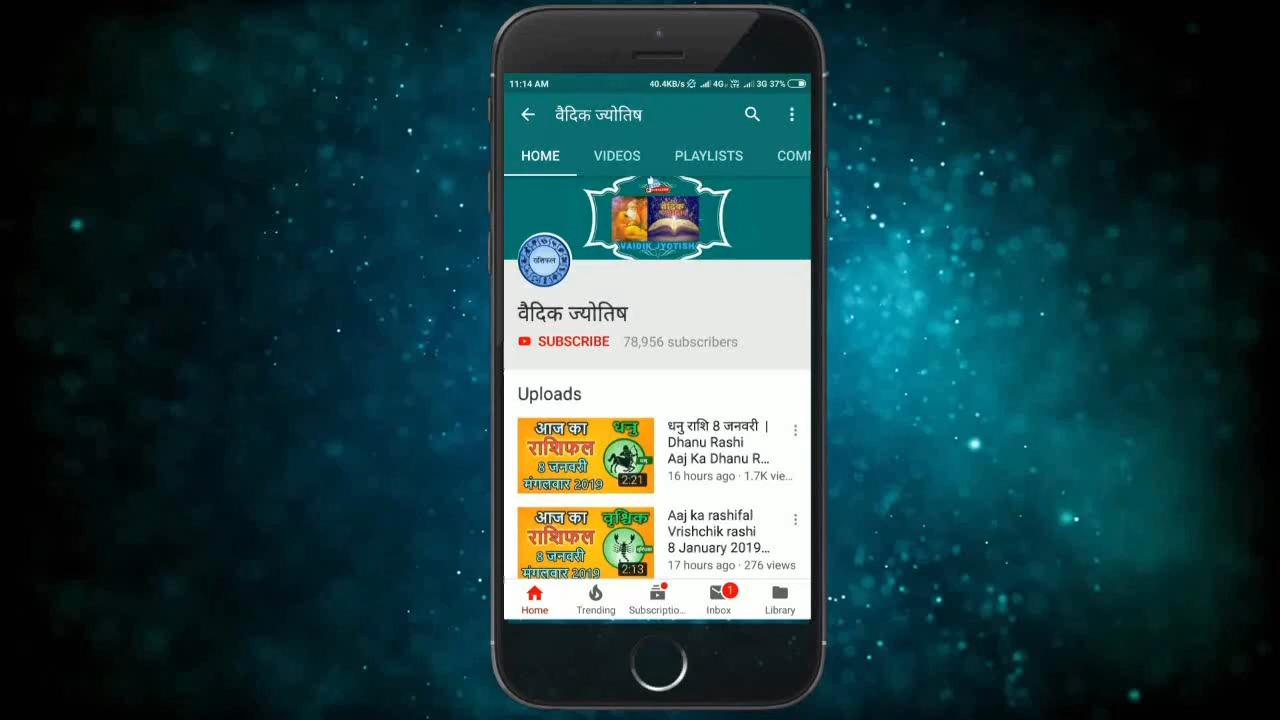 11:14 AM
40.4KB/s 4G 3G 37%
वैदिक ज्योतिष
HOME VIDEOS PLAYLISTS COM
वैदिक
VAIDIK JYOTISH
राशिफल
वैदिक ज्योतिष
SUBSCRIBE 78,956 subscribers
Uploads
आज का धनु
राशिफल
8 जनवरी
मंगलवार 2019
2:21
धनु राशि 8 जनवरी |
Dhanu Rashi
Aaj Ka Dhanu R...
16 hours ago · 1.7K vie...
आज का वृश्चिक
राशिफल
8 जनवरी
मंगलवार 2019
2:13
Aaj ka rashifal
Vrishchik rashi
8 January 2019...
17 hours ago · 276 views
1
Home Trending Subscriptio... Inbox Library